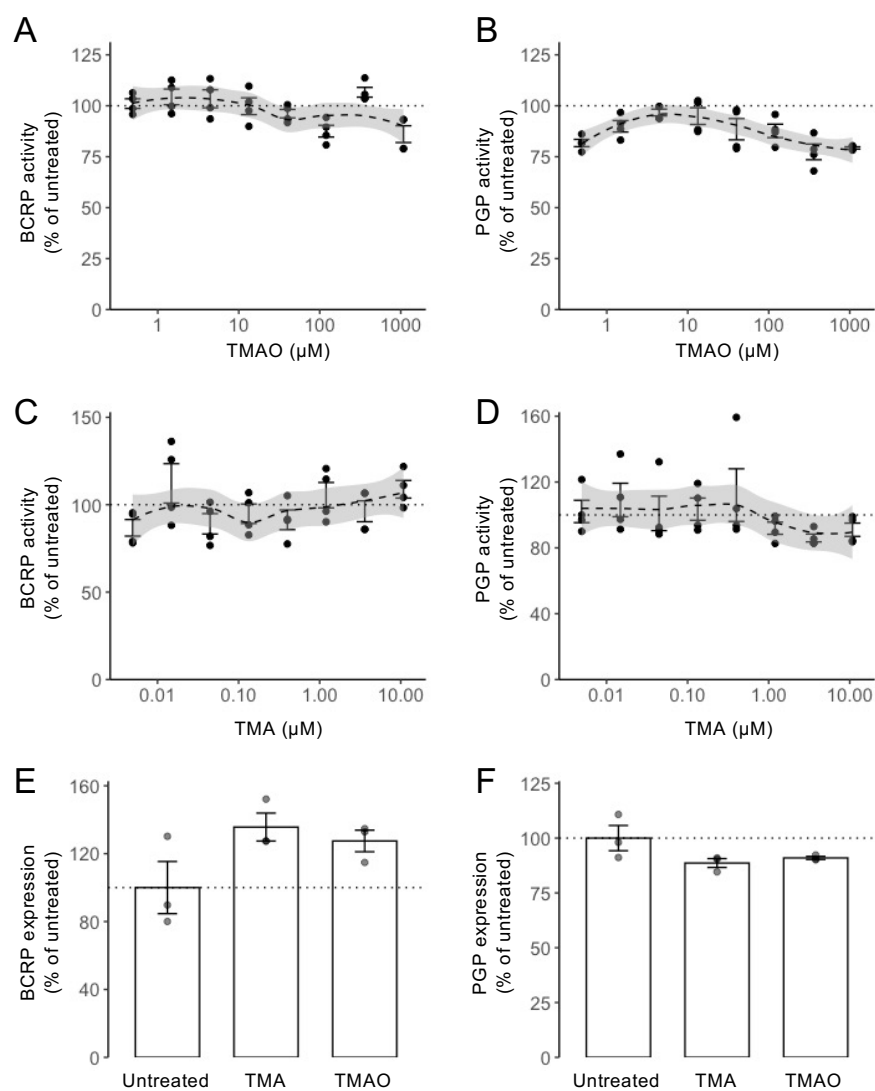 A
125
100
75
50
25
0
BCRP activity
(% of untreated)
1
10
100
1000
TMAO (µM)
B
125
100
75
50
25
0
PGP activity
(% of untreated)
1
10
100
1000
TMAO (µM)
C
150
100
50
0
BCRP activity
(% of untreated)
0.01
0.10
1.00
10.00
TMA (µM)
D
160
120
100
80
40
0
PGP activity
(% of untreated)
0.01
0.10
1.00
10.00
TMA (µM)
E
160
120
100
80
40
0
BCRP expression
(% of untreated)
Untreated
TMA
TMAO
F
125
100
75
50
25
0
PGP expression
(% of untreated)
Untreated
TMA
TMAO